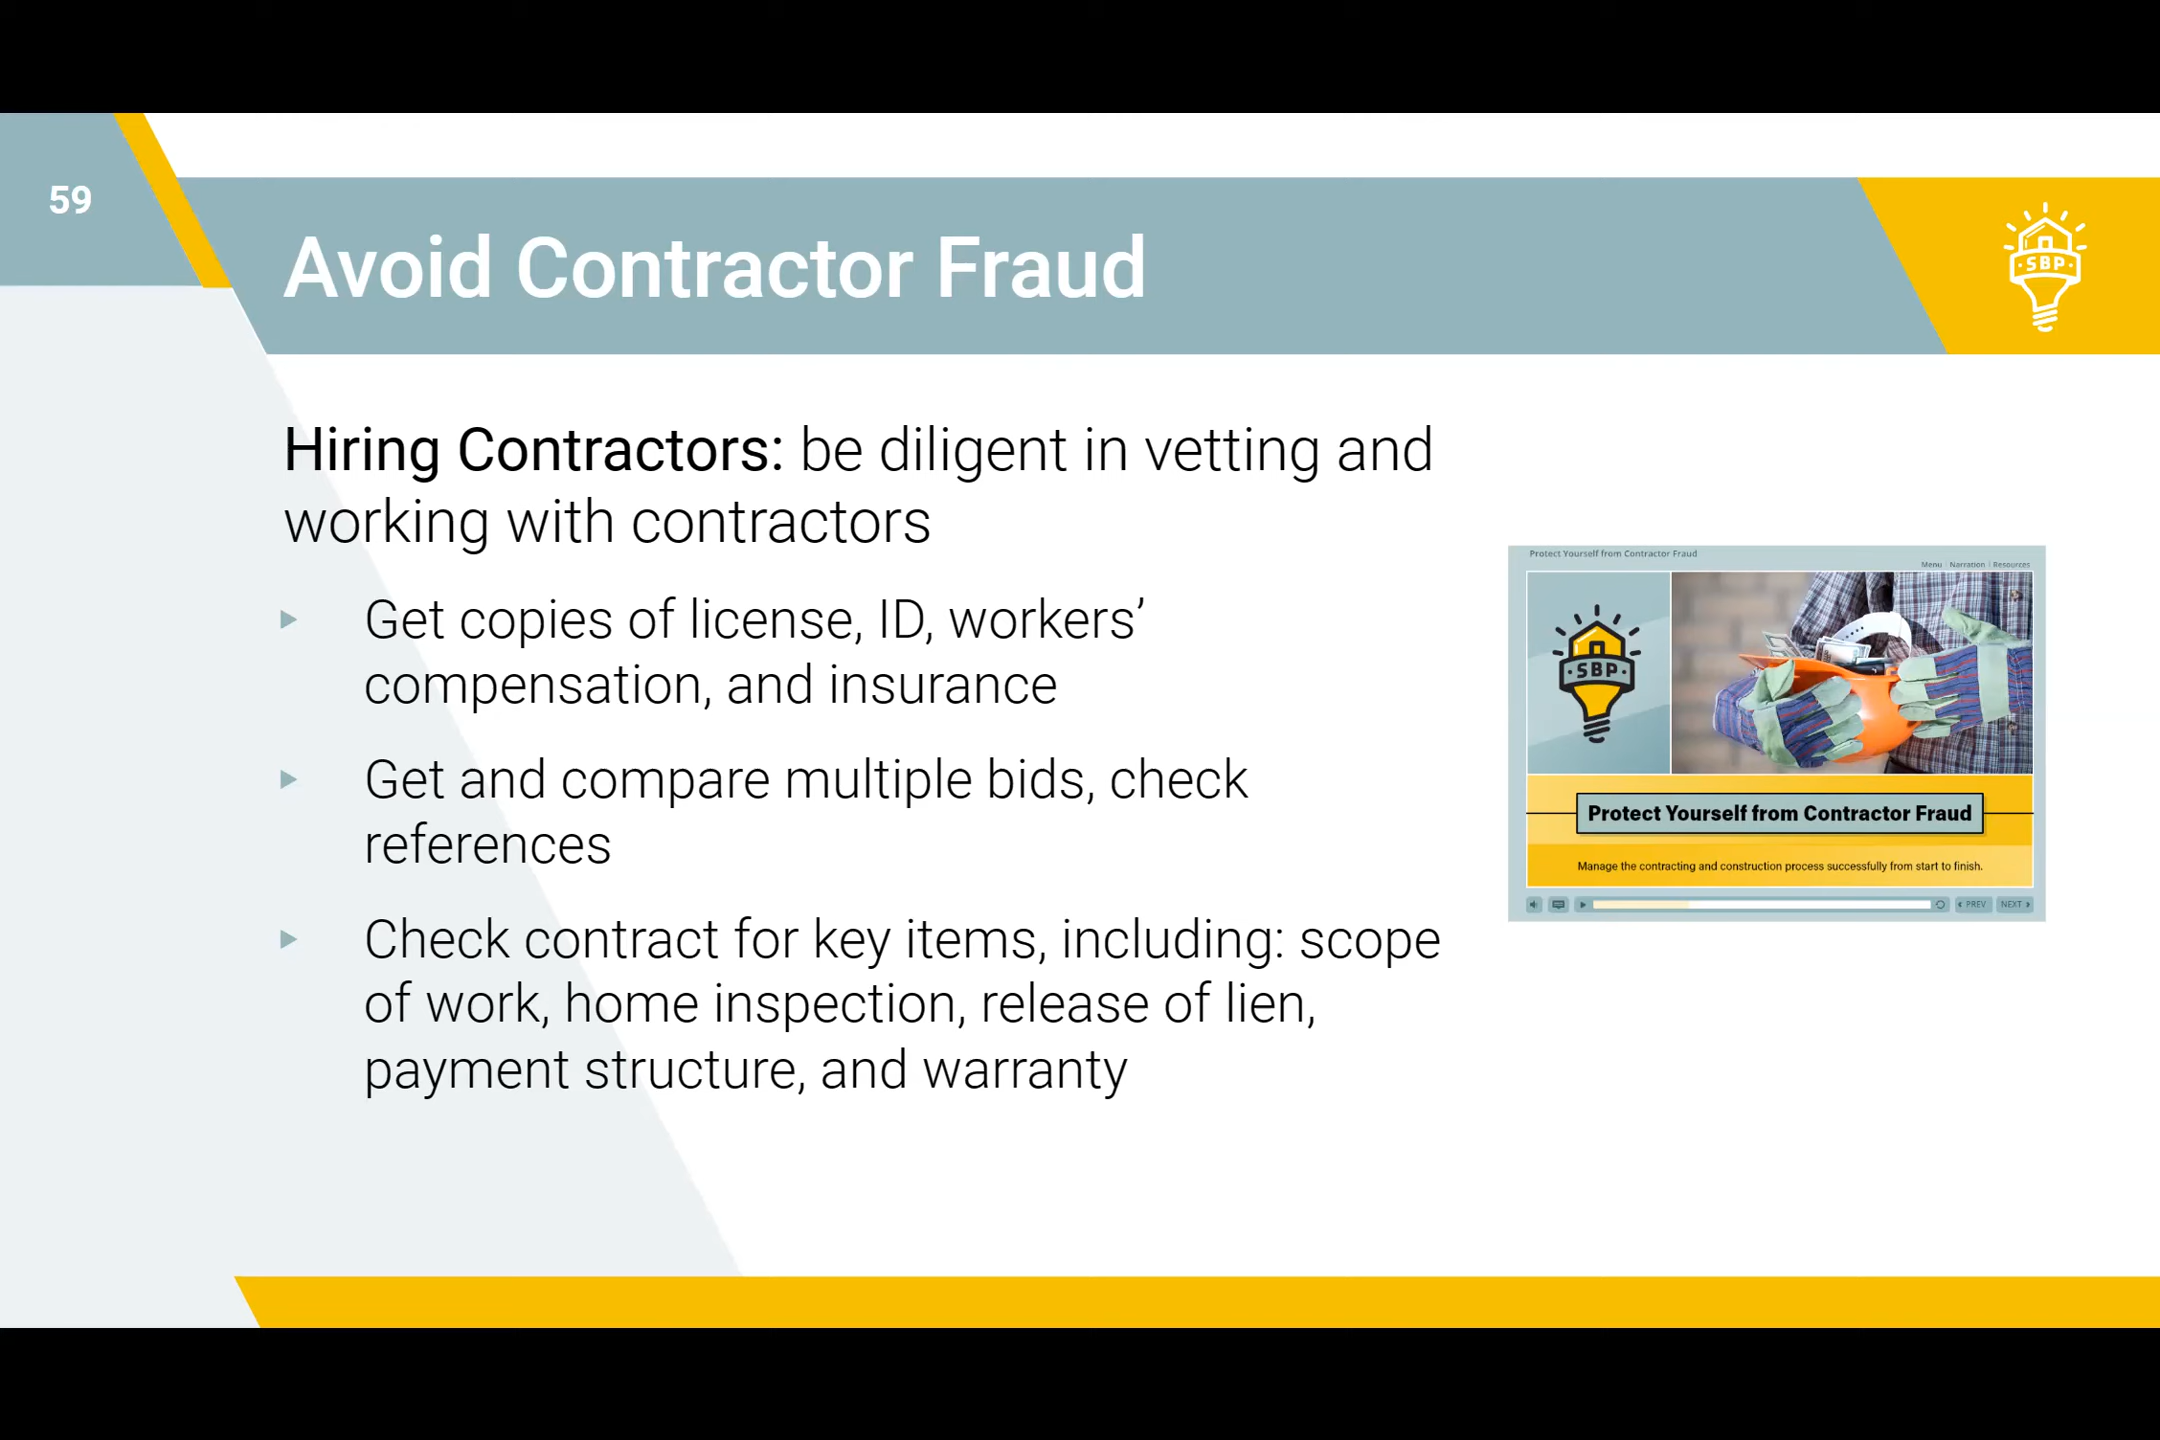 59
Avoid Contractor Fraud
SBP
Hiring Contractors: be diligent in vetting and
working with contractors
Get copies of license, ID, workers’
compensation, and insurance
Get and compare multiple bids, check
references
Check contract for key items, including: scope
of work, home inspection, release of lien,
payment structure, and warranty
Protect Yourself from Contractor Fraud
Menu Narration Resources
SBP
Protect Yourself from Contractor Fraud
Manage the contracting and construction process successfully from start to finish.
PREV NEXT